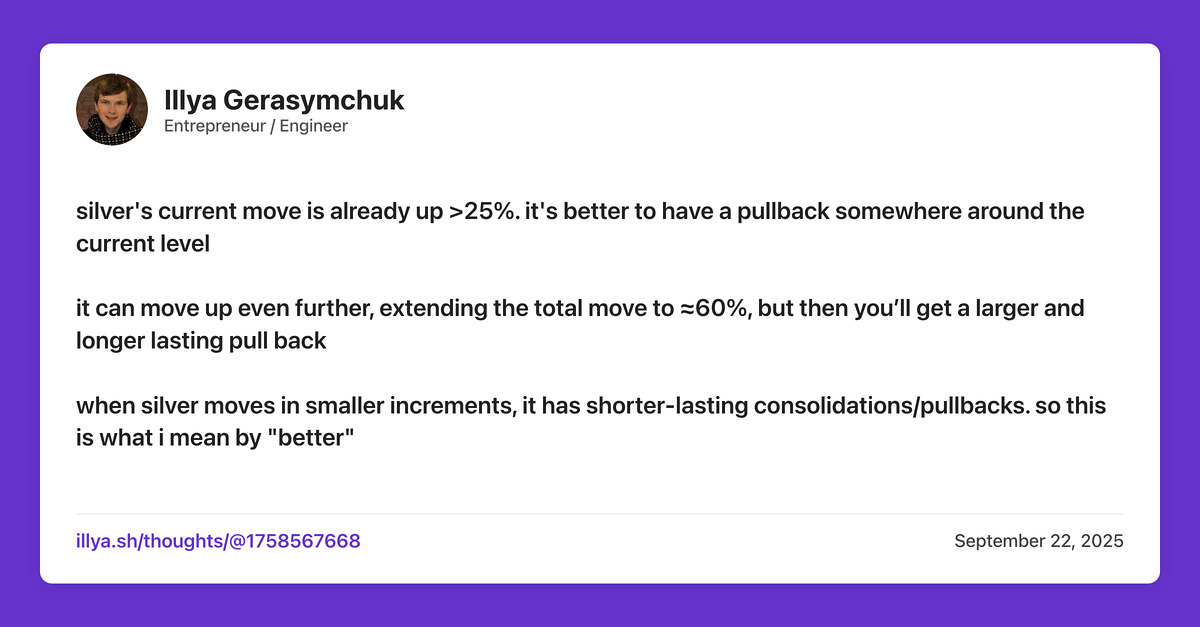 Illya Gerasymchuk
Entrepreneur / Engineer
silver's current move is already up >25%. it's better to have a pullback somewhere around the
current level
it can move up even further, extending the total move to ≈60%, but then you’ll get a larger and
longer lasting pull back
when silver moves in smaller increments, it has shorter-lasting consolidations/pullbacks. so this
is what i mean by "better"
illya.sh/thoughts/@1758567668
September 22, 2025